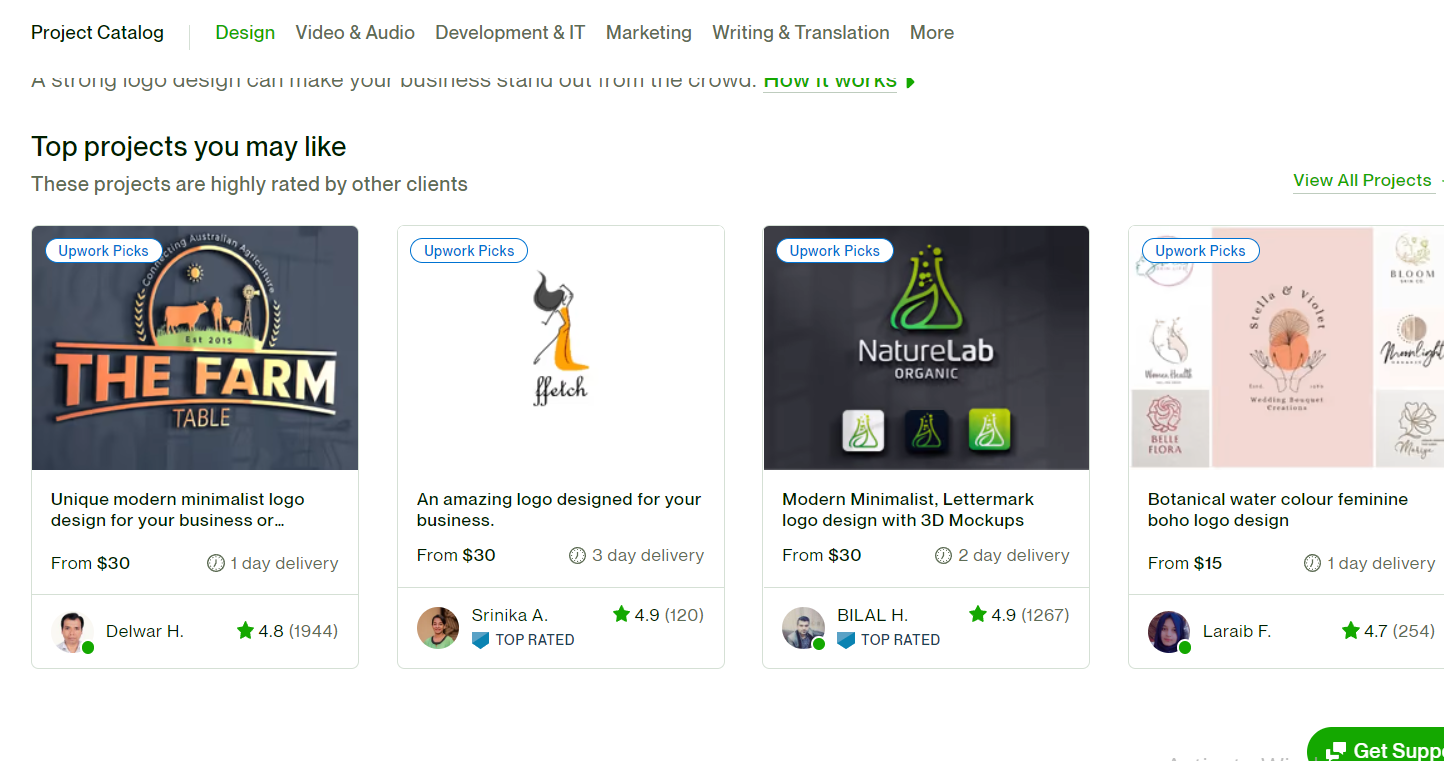 Project Catalog Design Video & Audio Development & IT Marketing Writing & Translation More
A strong logo design can make your business stand out from the crowd. How it works
Top projects you may like
These projects are highly rated by other clients
View All Projects
Upwork Picks
Connecting Australian Agriculture
Est 2015
THE FARM
TABLE
Unique modern minimalist logo
design for your business or…
From $30 1 day delivery
Delwar H. 4.8 (1944)
Upwork Picks
ffetch
An amazing logo designed for your
business.
From $30 3 day delivery
Srinika A. 4.9 (120)
TOP RATED
Upwork Picks
NatureLab
ORGANIC
Modern Minimalist, Lettermark
logo design with 3D Mockups
From $30 2 day delivery
BILAL H. 4.9 (1267)
TOP RATED
Upwork Picks
BLOOM
SKIN CO.
Stella & Violet
Wedding Bouquet
Creations
Women Health
Moonlight
BELLE
FLORA
Botanical water colour feminine
boho logo design
From $15 1 day delivery
Laraib F. 4.7 (254)
Get Suppo